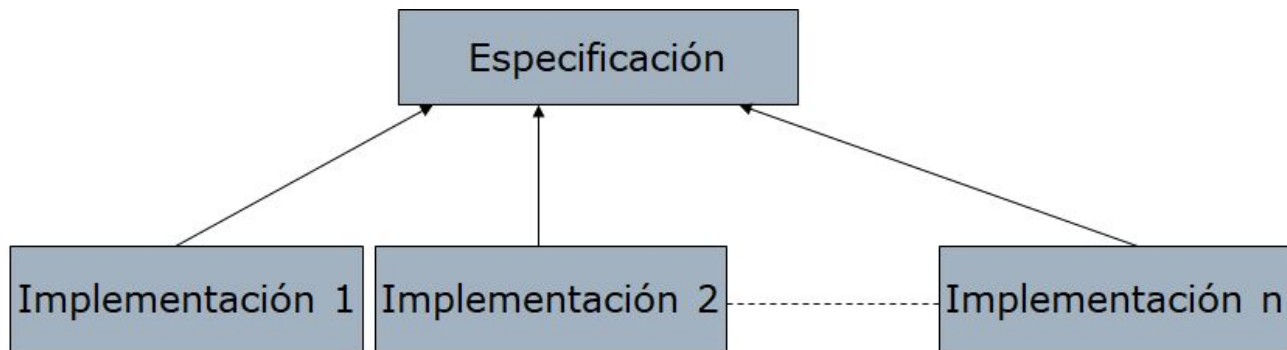 Especificación
Implementación 1
Implementación 2
Implementación n